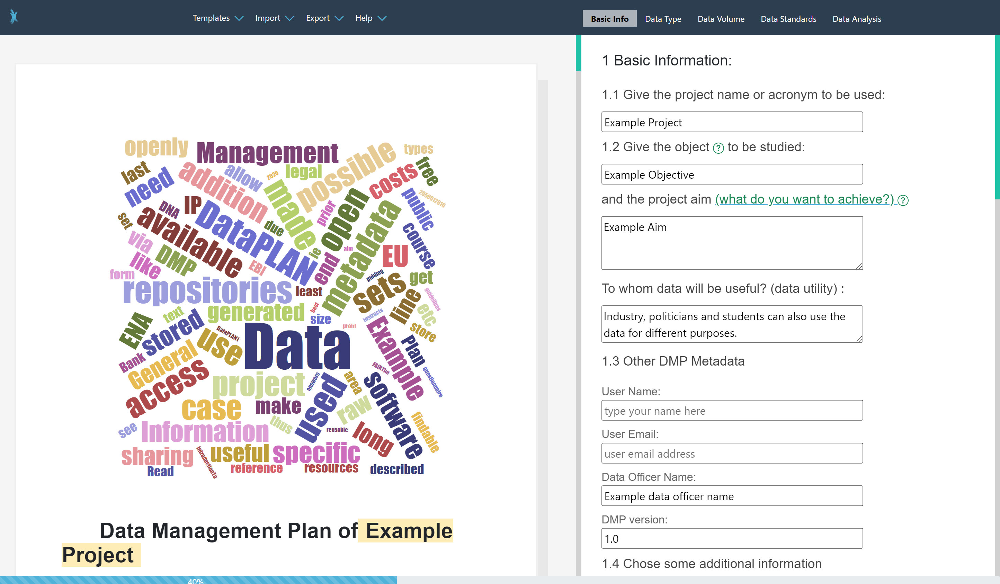 Templates Import Export Help
Basic Info Data Type Data Volume Data Standards Data Analysis
openly
Management
possible
types
last
need
addition
allow
2020
legal
made
costs
free
public
295001 2016
DNA
IP
DataPLAN
due
prior
open
metadata
set
available
via
DMP
like
EBI
ie
end
aim
EU
course
form
repositories
least
guiding
sets
get
line
guidelines
etc
ENA
text
stored
generated
best
size
profit
instructs
Example
store
DataPLAN1
use
Data
Plan
Bank
General
access
project
answers
used
area
FAIRThe
software
questionnaire
case
make
raw
thus
reusable
findable
see
Information
long
sharing
IntroductionTo
useful
specific
Read
reference
resources
described
Data Management Plan of Example
Project
40%
1 Basic Information:
1.1 Give the project name or acronym to be used:
Example Project
1.2 Give the object ? to be studied:
Example Objective
and the project aim (what do you want to achieve?) ?
Example Aim
To whom data will be useful? (data utility) :
Industry, politicians and students can also use the
data for different purposes.
1.3 Other DMP Metadata
User Name:
type your name here
User Email:
user email address
Data Officer Name:
Example data officer name
DMP version:
1.0
1.4 Chose some additional information